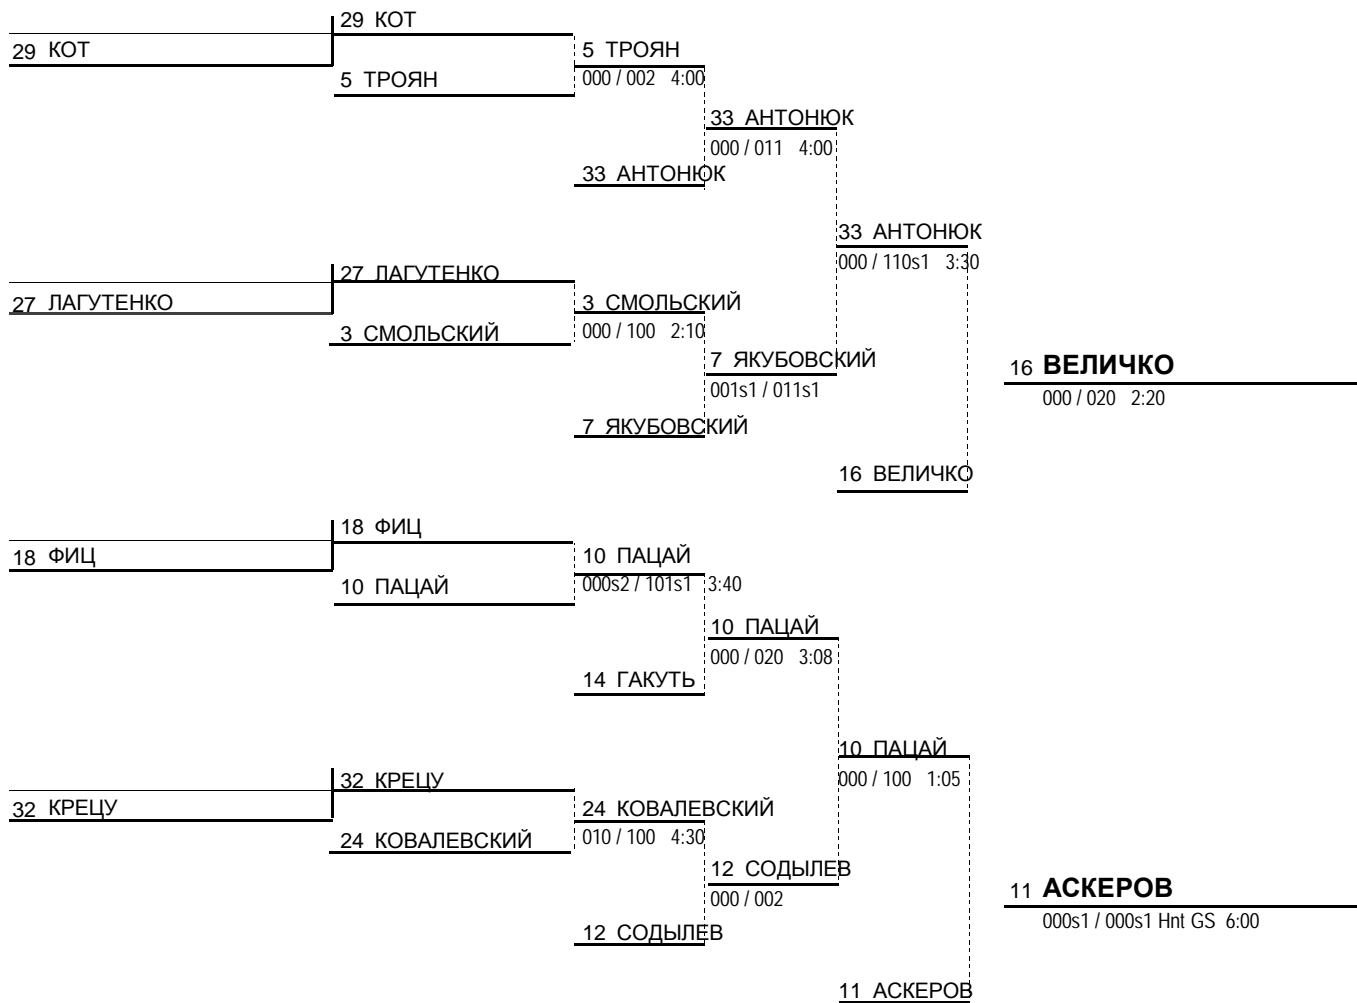 29 КОТ
29 КОТ
5 ТРОЯН
5 ТРОЯН
000 / 002 4:00
33 АНТОНЮК
000 / 011 4:00
33 АНТОНЮК
33 АНТОНЮК
000 / 110s1 3:30
27 ЛАГУТЕНКО
27 ЛАГУТЕНКО
3 СМОЛЬСКИЙ
3 СМОЛЬСКИЙ
000 / 100 2:10
7 ЯКУБОВСКИЙ
001s1 / 011s1
16 ВЕЛИЧКО
000 / 020 2:20
7 ЯКУБОВСКИЙ
16 ВЕЛИЧКО
18 ФИЦ
18 ФИЦ
10 ПАЦАЙ
10 ПАЦАЙ
000s2 / 101s1 3:40
10 ПАЦАЙ
000 / 020 3:08
14 ГАКУТЬ
10 ПАЦАЙ
000 / 100 1:05
32 КРЕЦУ
32 КРЕЦУ
24 КОВАЛЕВСКИЙ
24 КОВАЛЕВСКИЙ
010 / 100 4:30
12 СОДЫЛЕВ
000 / 002
11 АСКЕРОВ
000s1 / 000s1 Hnt GS 6:00
12 СОДЫЛЕВ
11 АСКЕРОВ